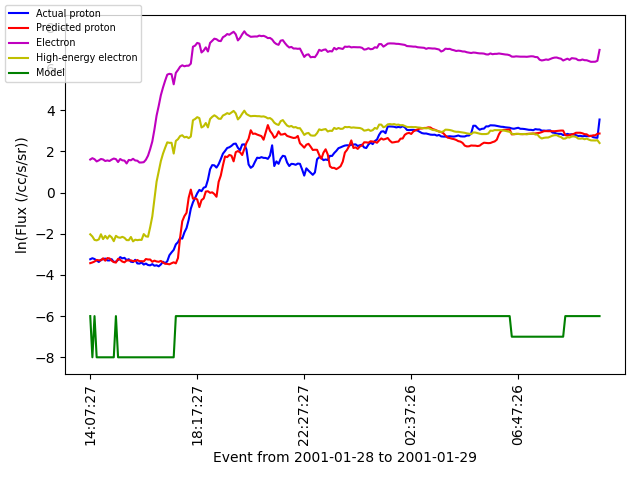 Actual proton
Predicted proton
Electron
High-energy electron
Model
4
2
0
−2
−4
−6
−8
ln(Flux (/cc/s/sr))
14:07:27
18:17:27
22:27:27
02:37:26
06:47:26
Event from 2001-01-28 to 2001-01-29